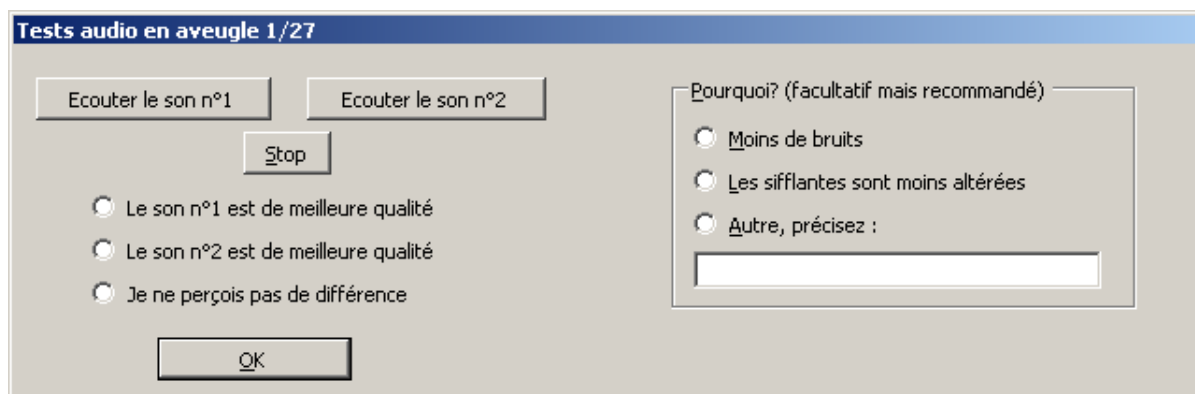 Tests audio en aveugle 1/27
Ecouter le son n°1
Ecouter le son n°2
Stop
Le son n°1 est de meilleure qualité
Le son n°2 est de meilleure qualité
Je ne perçois pas de différence
OK
Pourquoi? (facultatif mais recommandé)
Moins de bruits
Les sifflantes sont moins altérées
Autre, précisez :